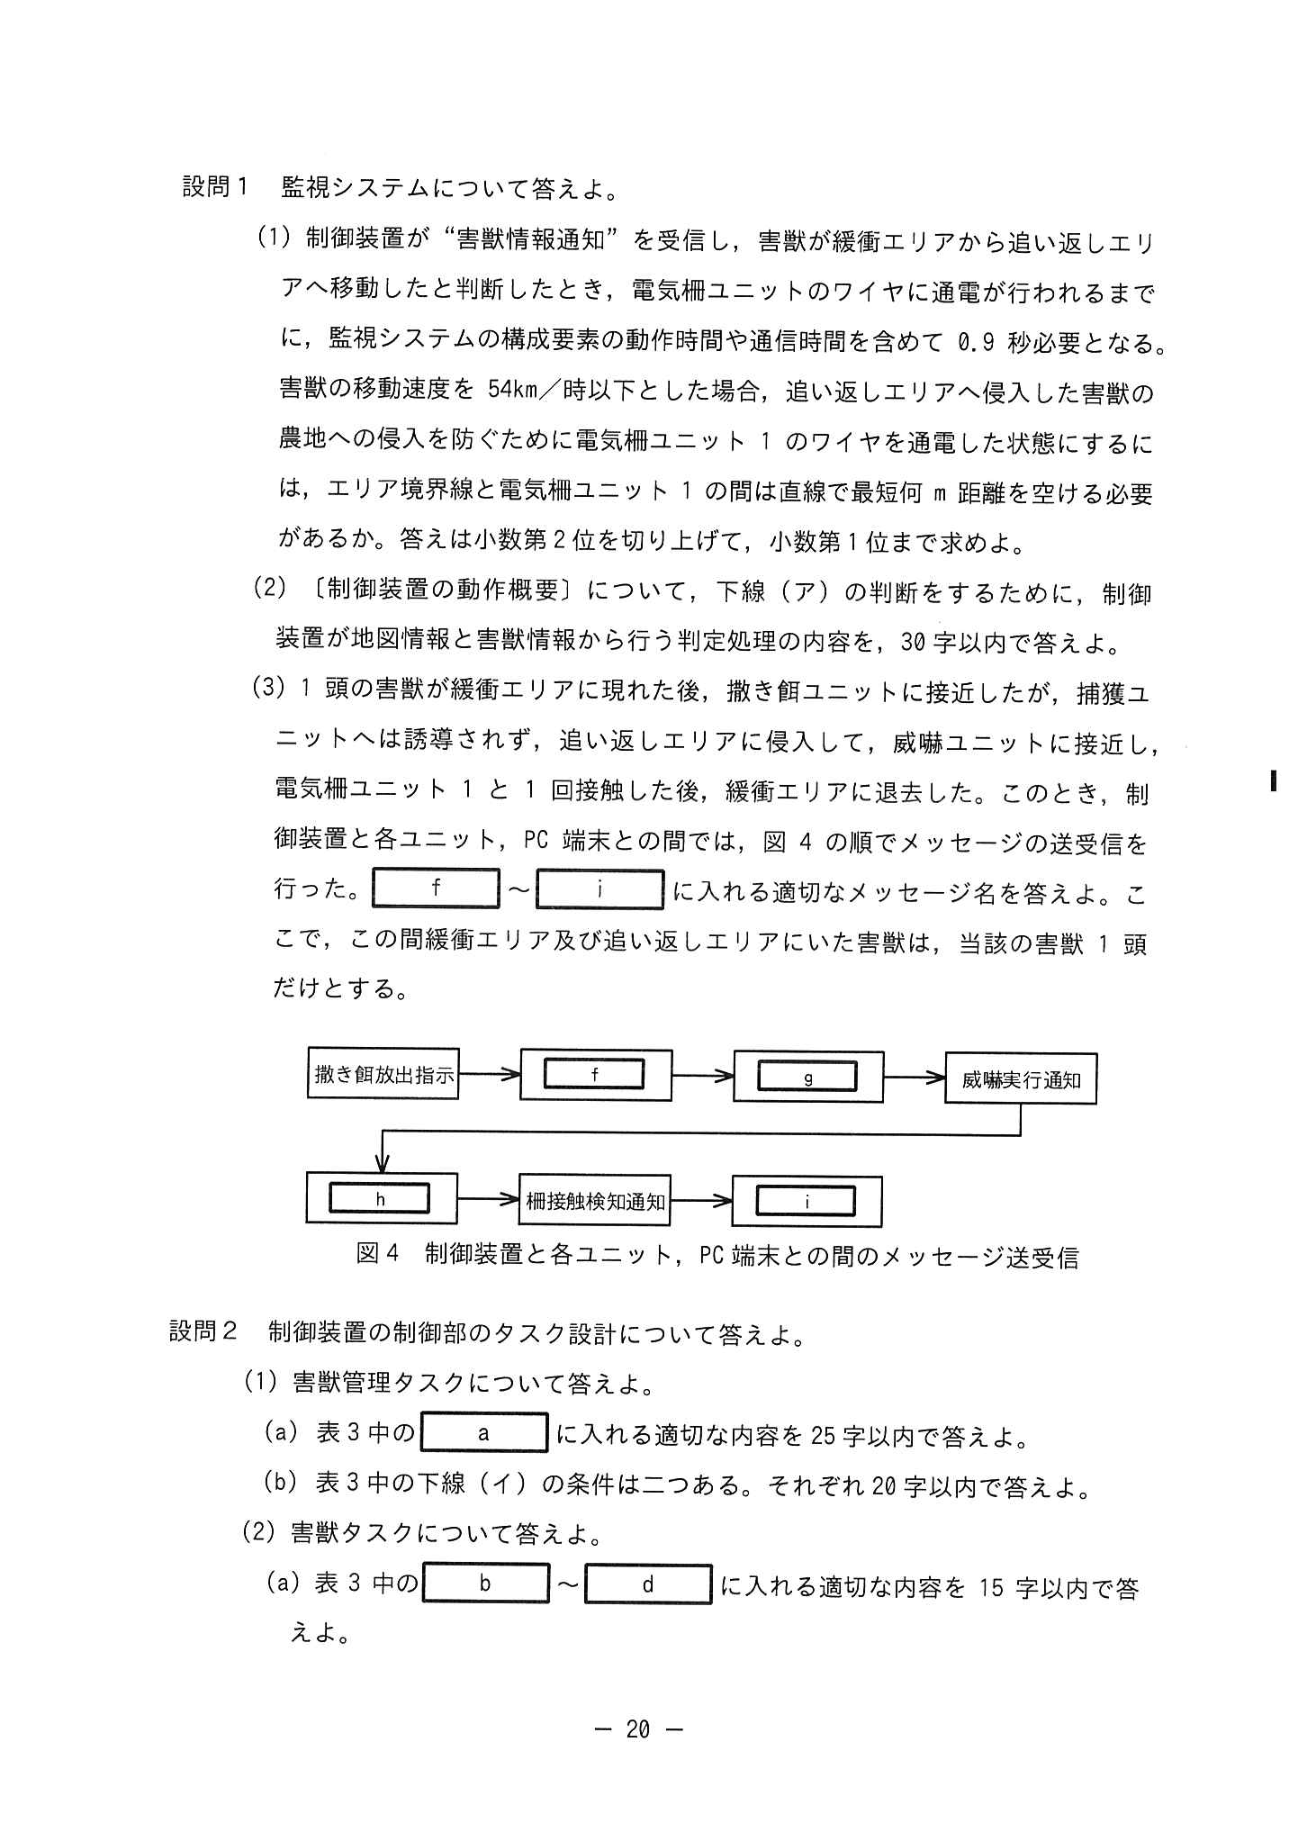 設問1　監視システムについて答えよ。
(1) 制御装置が“害獣情報通知”を受信し，害獣が緩衝エリアから追い返しエリ
アへ移動したと判断したとき，電気柵ユニットのワイヤに通電が行われるまで
に，監視システムの構成要素の動作時間や通信時間を含めて 0.9 秒必要となる。
害獣の移動速度を 54km／時以下とした場合，追い返しエリアへ侵入した害獣の
農地への侵入を防ぐために電気柵ユニット 1 のワイヤを通電した状態にするに
は，エリア境界線と電気柵ユニット 1 の間は直線で最短何 m 距離を空ける必要
があるか。答えは小数第2位を切り上げて，小数第1位まで求めよ。
(2) 〔制御装置の動作概要〕について，下線（ア）の判断をするために，制御
装置が地図情報と害獣情報から行う判定処理の内容を，30 字以内で答えよ。
(3) 1 頭の害獣が緩衝エリアに現れた後，撒き餌ユニットに接近したが，捕獲ユ
ニットへは誘導されず，追い返しエリアに侵入して，威嚇ユニットに接近し，
電気柵ユニット 1 と 1 回接触した後，緩衝エリアに退去した。このとき，制
御装置と各ユニット，PC 端末との間では，図 4 の順でメッセージの送受信を
行った。 f ～ i に入れる適切なメッセージ名を答えよ。こ
こで，この間緩衝エリア及び追い返しエリアにいた害獣は，当該の害獣 1 頭
だけとする。
撒き餌放出指示 f g 威嚇実行通知
h 柵接触検知通知 i
図4　制御装置と各ユニット，PC端末との間のメッセージ送受信
設問2　制御装置の制御部のタスク設計について答えよ。
(1) 害獣管理タスクについて答えよ。
(a) 表3中の a に入れる適切な内容を 25 字以内で答えよ。
(b) 表3中の下線（イ）の条件は二つある。それぞれ 20 字以内で答えよ。
(2) 害獣タスクについて答えよ。
(a) 表 3 中の b ～ d に入れる適切な内容を 15 字以内で答
えよ。
－ 20 －